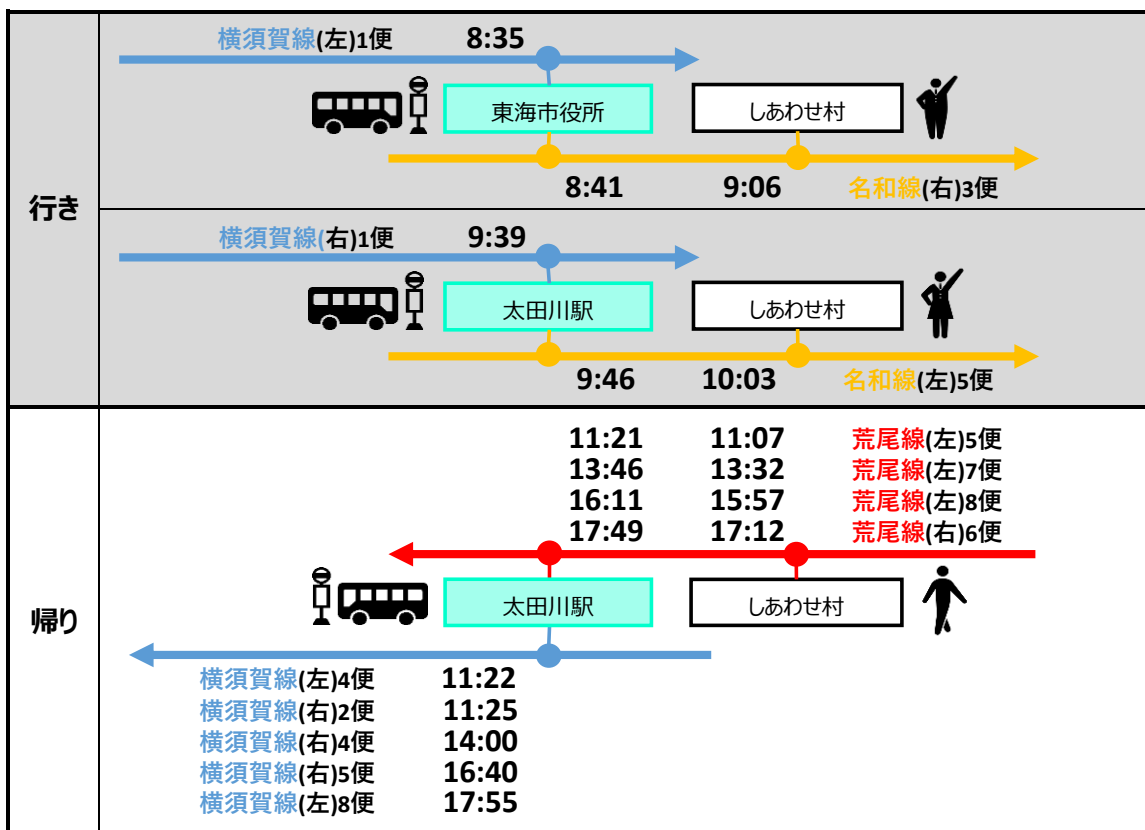 行き
横須賀線(左)1便 8:35
東海市役所 しあわせ村
8:41 9:06 名和線(右)3便
横須賀線(右)1便 9:39
太田川駅 しあわせ村
9:46 10:03 名和線(左)5便
帰り
11:21 11:07 荒尾線(左)5便
13:46 13:32 荒尾線(左)7便
16:11 15:57 荒尾線(左)8便
17:49 17:12 荒尾線(右)6便
太田川駅 しあわせ村
横須賀線(左)4便 11:22
横須賀線(右)2便 11:25
横須賀線(右)4便 14:00
横須賀線(右)5便 16:40
横須賀線(左)8便 17:55